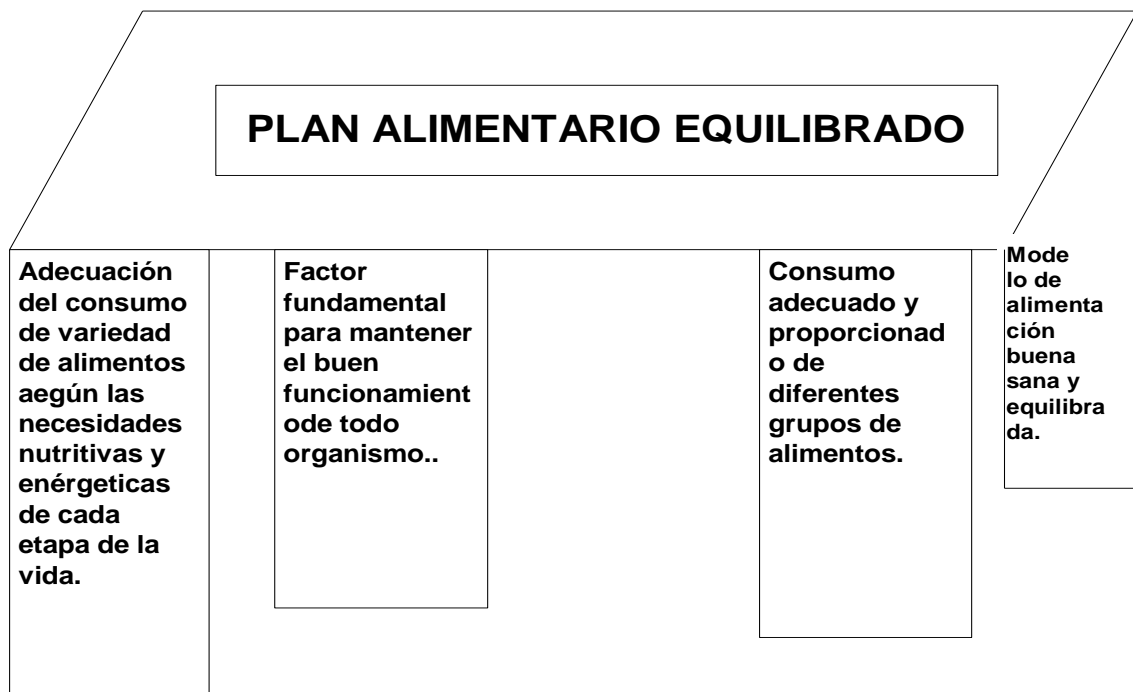 PLAN ALIMENTARIO EQUILIBRADO
Adecuación
del consumo
de variedad
de alimentos
aegún las
necesidades
nutritivas y
enérgeticas
de cada
etapa de la
vida.
Factor
fundamental
para mantener
el buen
funcionamient
ode todo
organismo..
Consumo
adecuado y
proporcionad
o de
diferentes
grupos de
alimentos.
Mode
lo de
alimenta
ción
buena
sana y
equilibra
da.